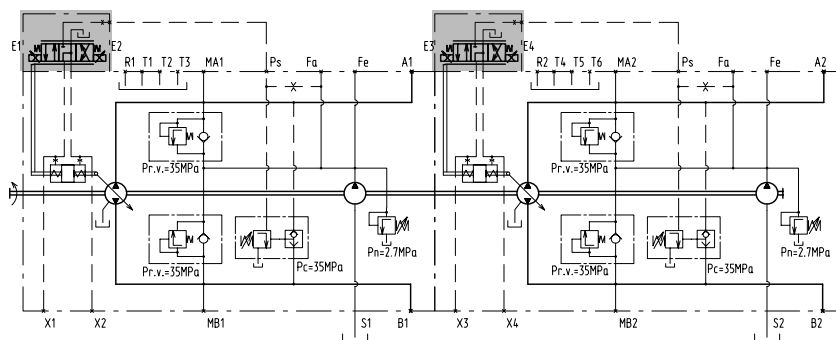 E1 E2 E3 E4
R1 T1 T2 T3 MA1 Ps Fa Fe A1 R2 T4 T5 T6 MA2 Ps Fa Fe A2
Pr.v.=35MPa Pr.v.=35MPa
Pn=2.7MPa Pn=2.7MPa
Pr.v.=35MPa Pc=35MPa Pr.v.=35MPa Pc=35MPa
X1 X2 MB1 S1 B1 X3 X4 MB2 S2 B2